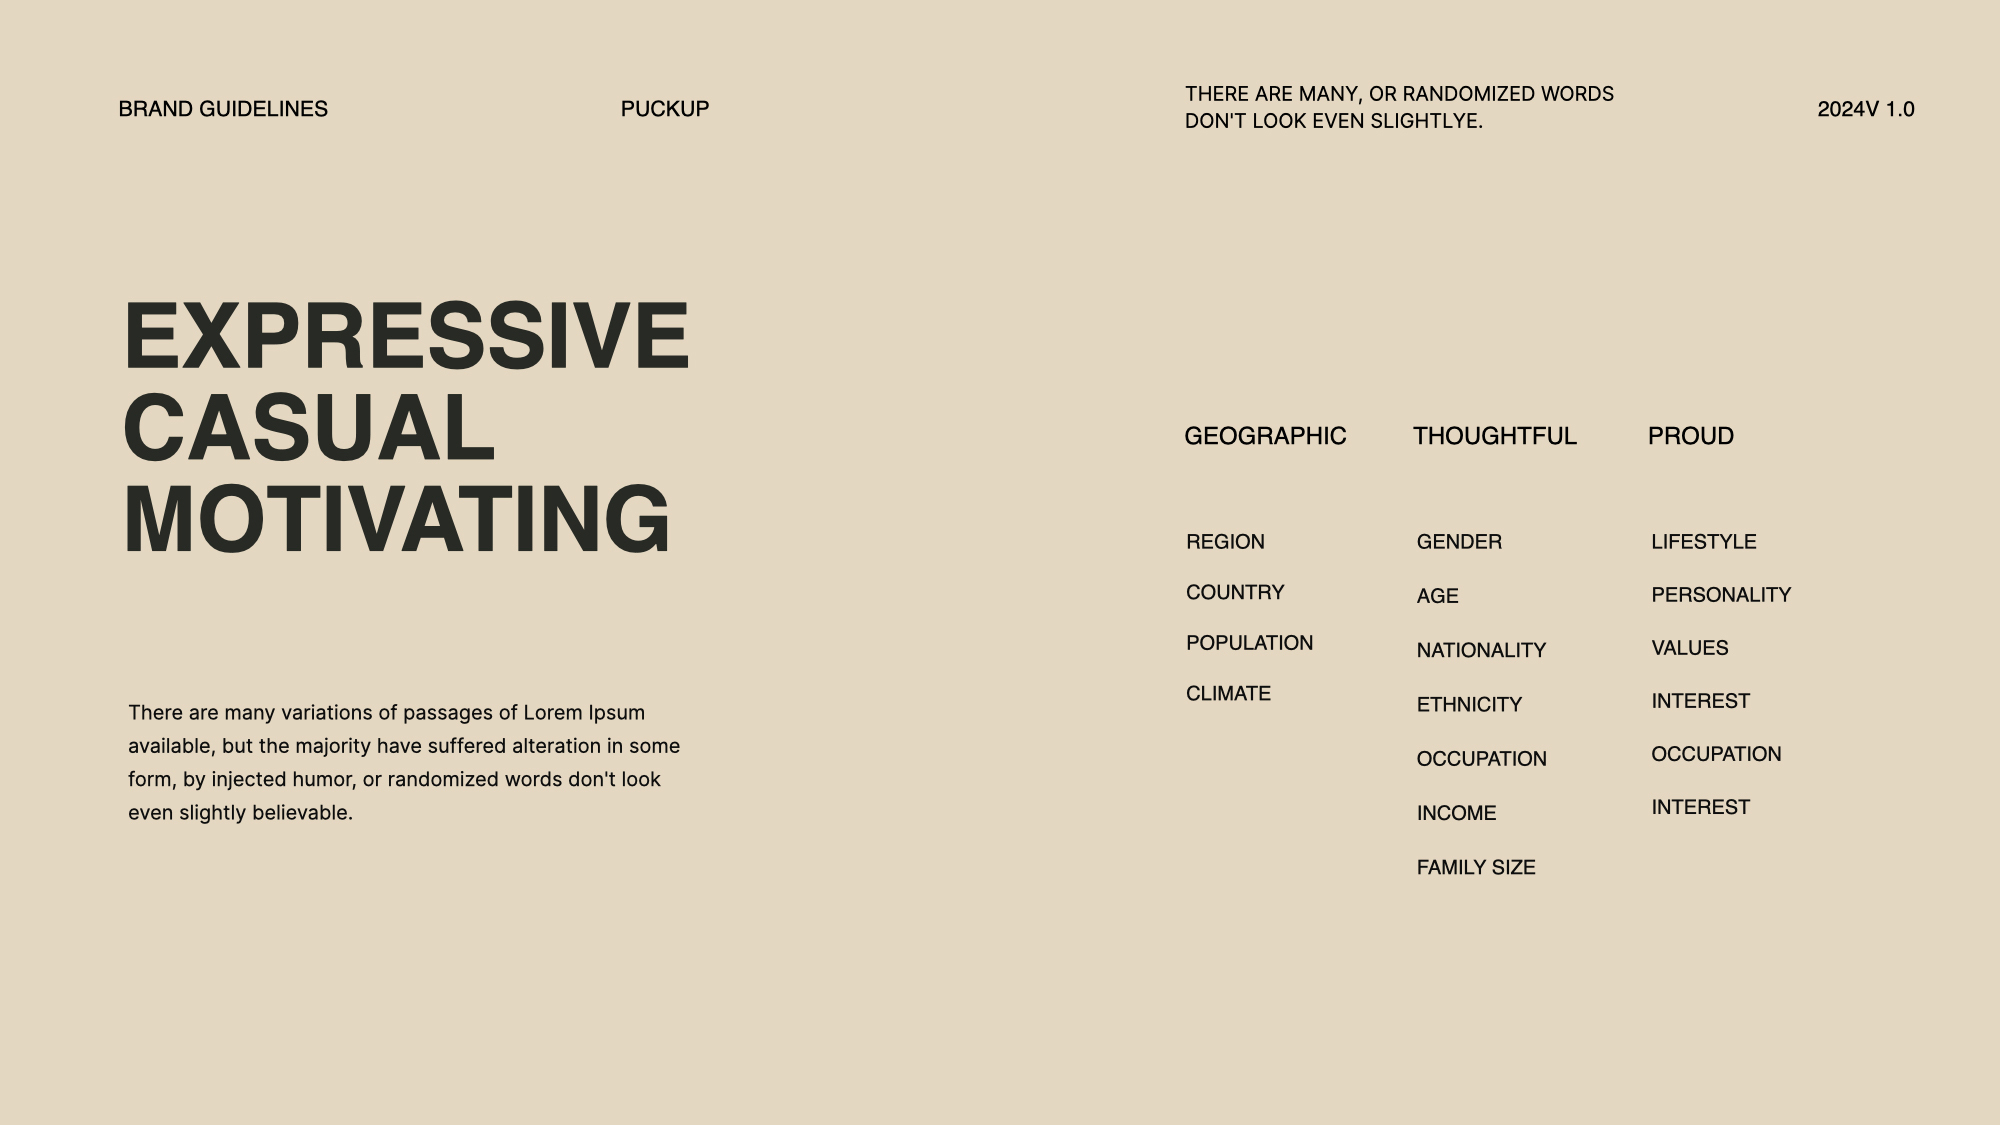 BRAND GUIDELINES
PUCKUP
THERE ARE MANY, OR RANDOMIZED WORDS
DON'T LOOK EVEN SLIGHTLYE.
2024V 1.0
EXPRESSIVE
CASUAL
MOTIVATING
There are many variations of passages of Lorem Ipsum
available, but the majority have suffered alteration in some
form, by injected humor, or randomized words don't look
even slightly believable.
GEOGRAPHIC
REGION
COUNTRY
POPULATION
CLIMATE
THOUGHTFUL
GENDER
AGE
NATIONALITY
ETHNICITY
OCCUPATION
INCOME
FAMILY SIZE
PROUD
LIFESTYLE
PERSONALITY
VALUES
INTEREST
OCCUPATION
INTEREST